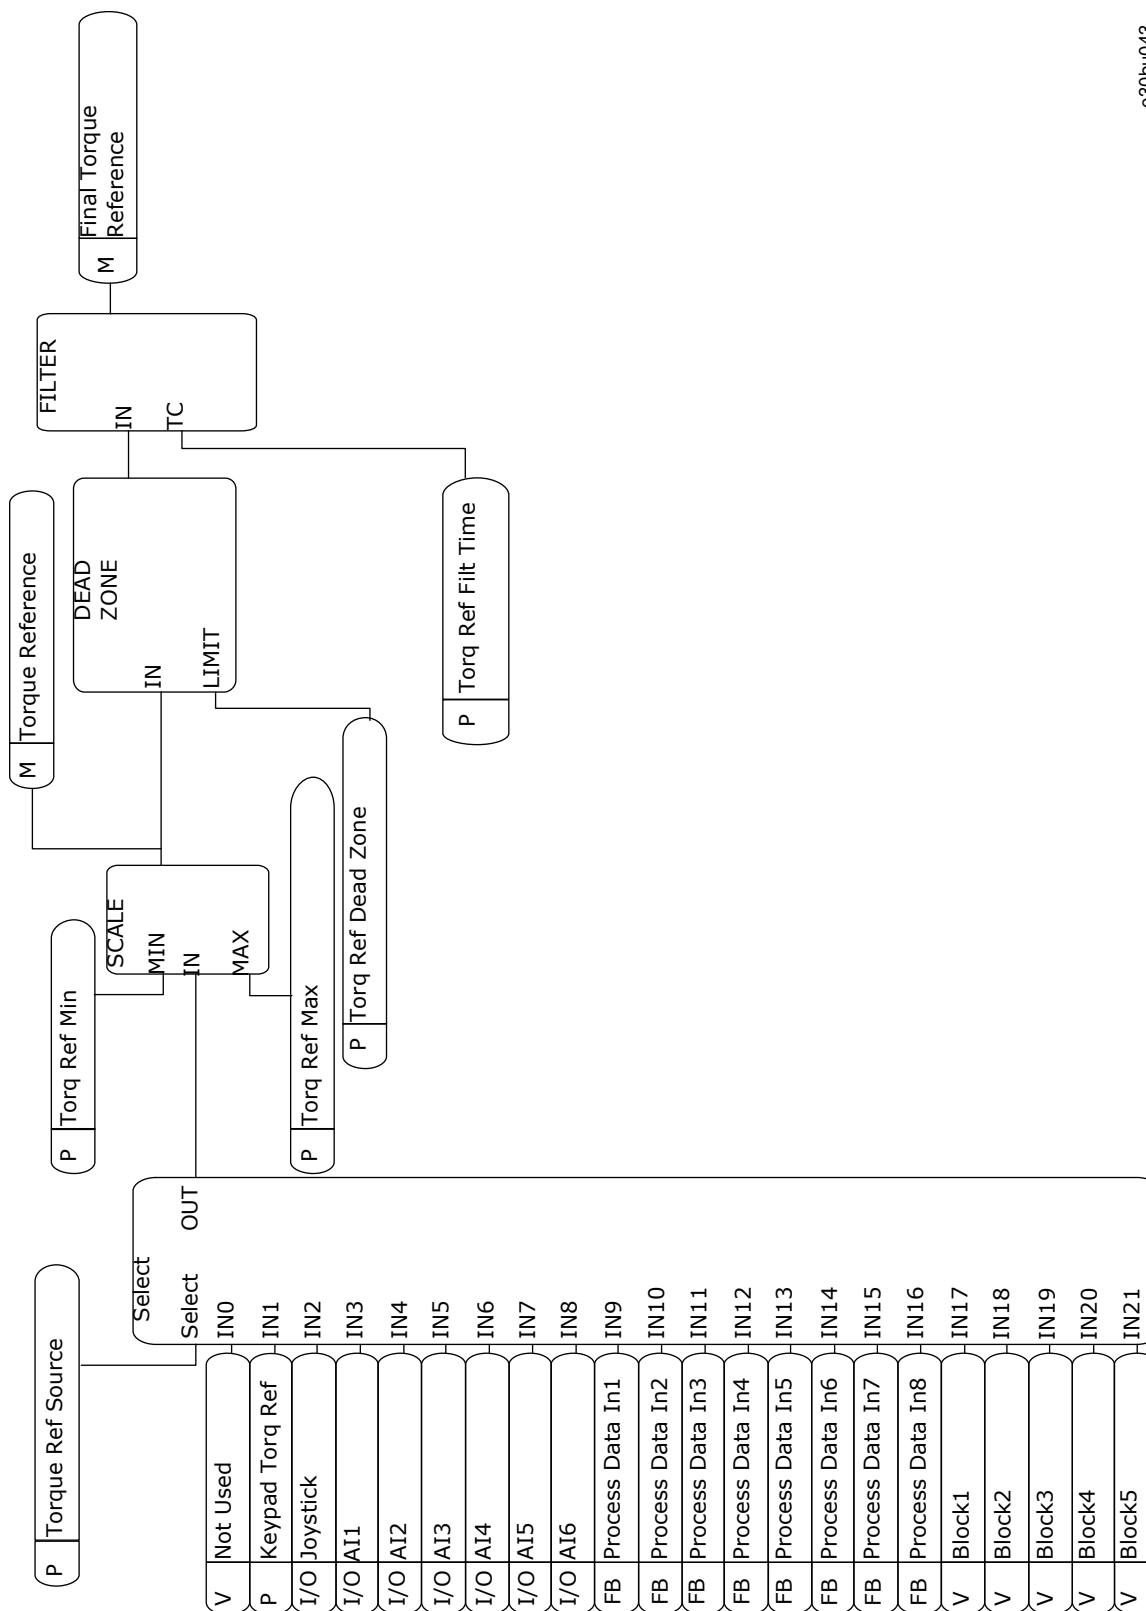 P Torque Ref Source
Select
Select OUT
V Not Used IN0
P Keypad Torq Ref IN1
I/O Joystick IN2
I/O AI1 IN3
I/O AI2 IN4
I/O AI3 IN5
I/O AI4 IN6
I/O AI5 IN7
I/O AI6 IN8
FB Process Data In1 IN9
FB Process Data In2 IN10
FB Process Data In3 IN11
FB Process Data In4 IN12
FB Process Data In5 IN13
FB Process Data In6 IN14
FB Process Data In7 IN15
FB Process Data In8 IN16
V Block1 IN17
V Block2 IN18
V Block3 IN19
V Block4 IN20
V Block5 IN21
P Torq Ref Min
P Torq Ref Max
SCALE
MIN
IN
MAX
M Torque Reference
P Torq Ref Dead Zone
DEAD
ZONE
IN
LIMIT
P Torq Ref Filt Time
FILTER
IN
TC
M Final Torque
Reference